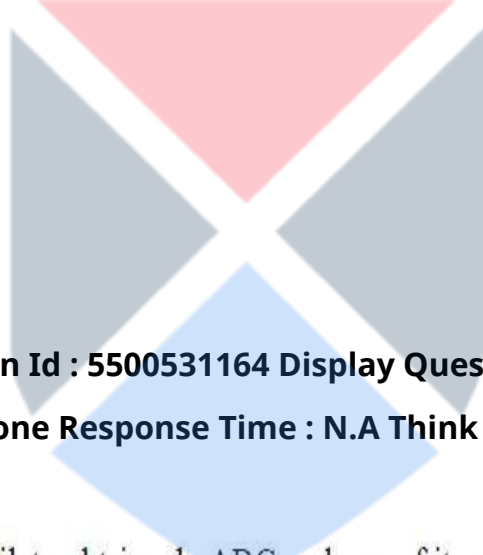 n Id : 5500531164 Display Ques
one Response Time : N.A Think